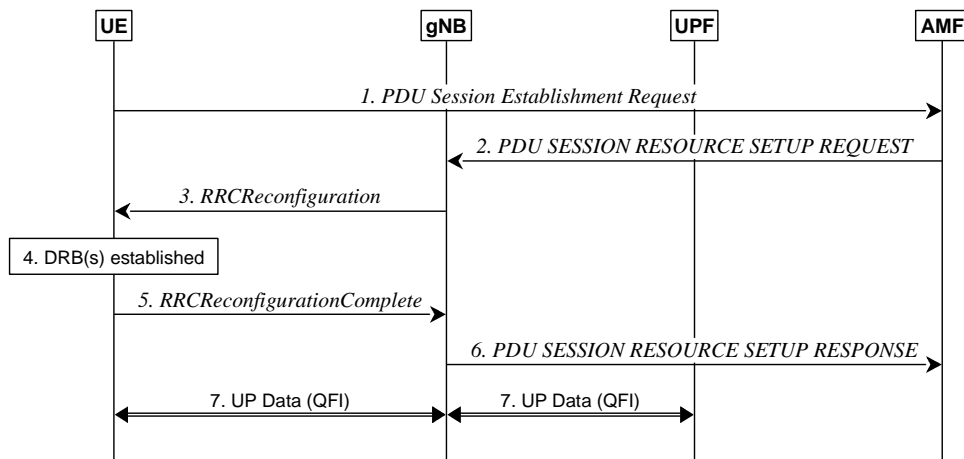 UE gNB UPF AMF
1. PDU Session Establishment Request
2. PDU SESSION RESOURCE SETUP REQUEST
3. RRCReconfiguration
4. DRB(s) established
5. RRCReconfigurationComplete
6. PDU SESSION RESOURCE SETUP RESPONSE
7. UP Data (QFI) 7. UP Data (QFI)